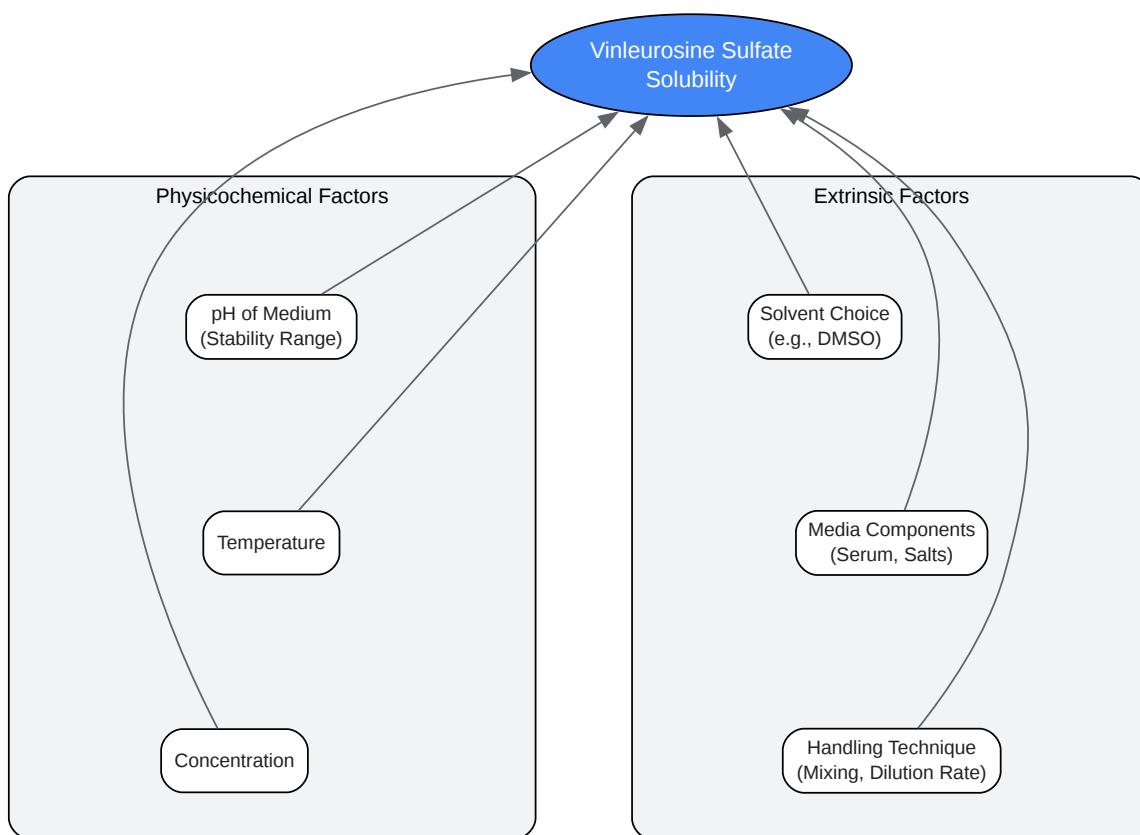 Vinleurosine Sulfate
Solubility
Physicochemical Factors
pH of Medium
(Stability Range)
Temperature
Concentration
Extrinsic Factors
Solvent Choice
(e.g., DMSO)
Media Components
(Serum, Salts)
Handling Technique
(Mixing, Dilution Rate)